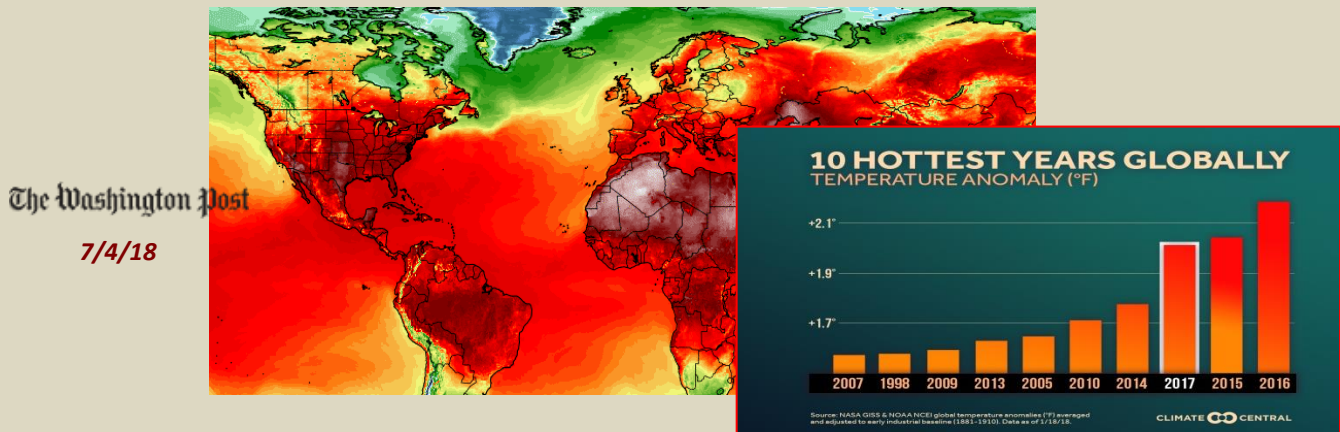 The Washington Post
7/4/18
10 HOTTEST YEARS GLOBALLY
TEMPERATURE ANOMALY (°F)
+2.1°
+1.9°
+1.7°
2007 1998 2009 2013 2005 2010 2014 2017 2015 2016
Source: NASA GISS & NOAA NCEI global temperature anomalies (°F) averaged
and adjusted to early industrial baseline (1881-1910). Data as of 1/18/18.
CLIMATE CENTRAL